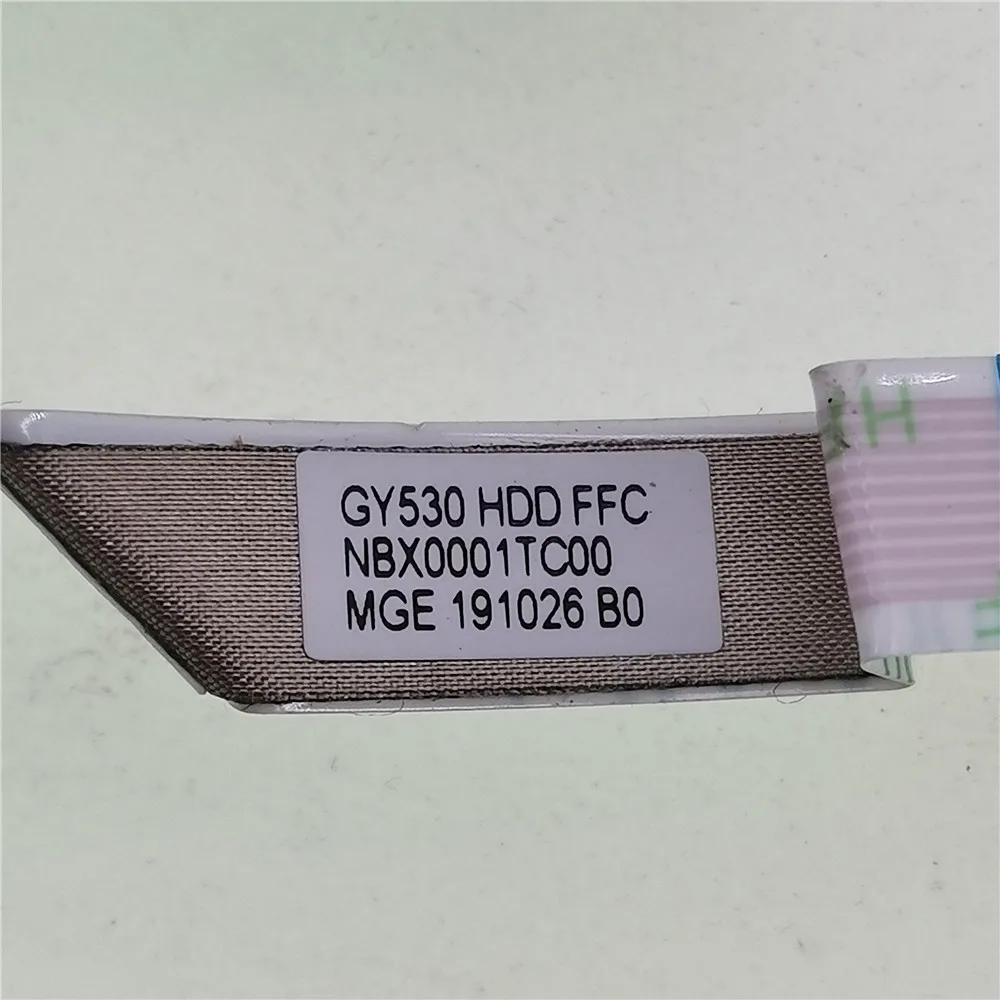 GY530 HDD FFC
NBX0001TC00
MGE 191026 B0